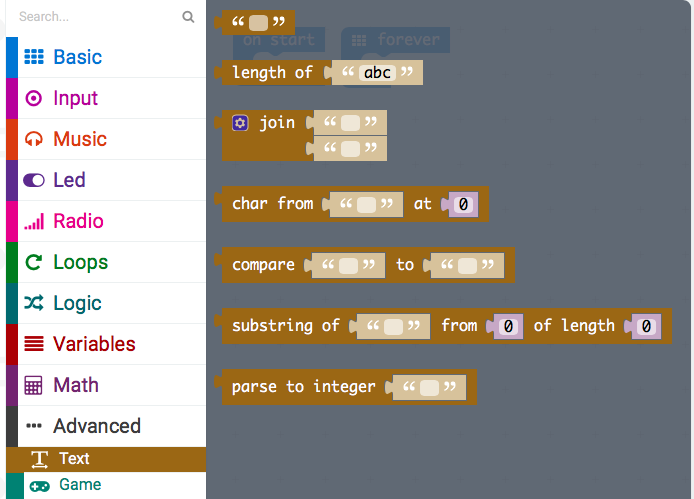 Search...
Basic
Input
Music
Led
Radio
Loops
Logic
Variables
Math
Advanced
Text
Game
on start
forever
“ ”
length of “ abc ”
join “ ”
“ ”
char from “ ” at 0
compare “ ” to “ ”
substring of “ ” from 0 of length 0
parse to integer “ ”